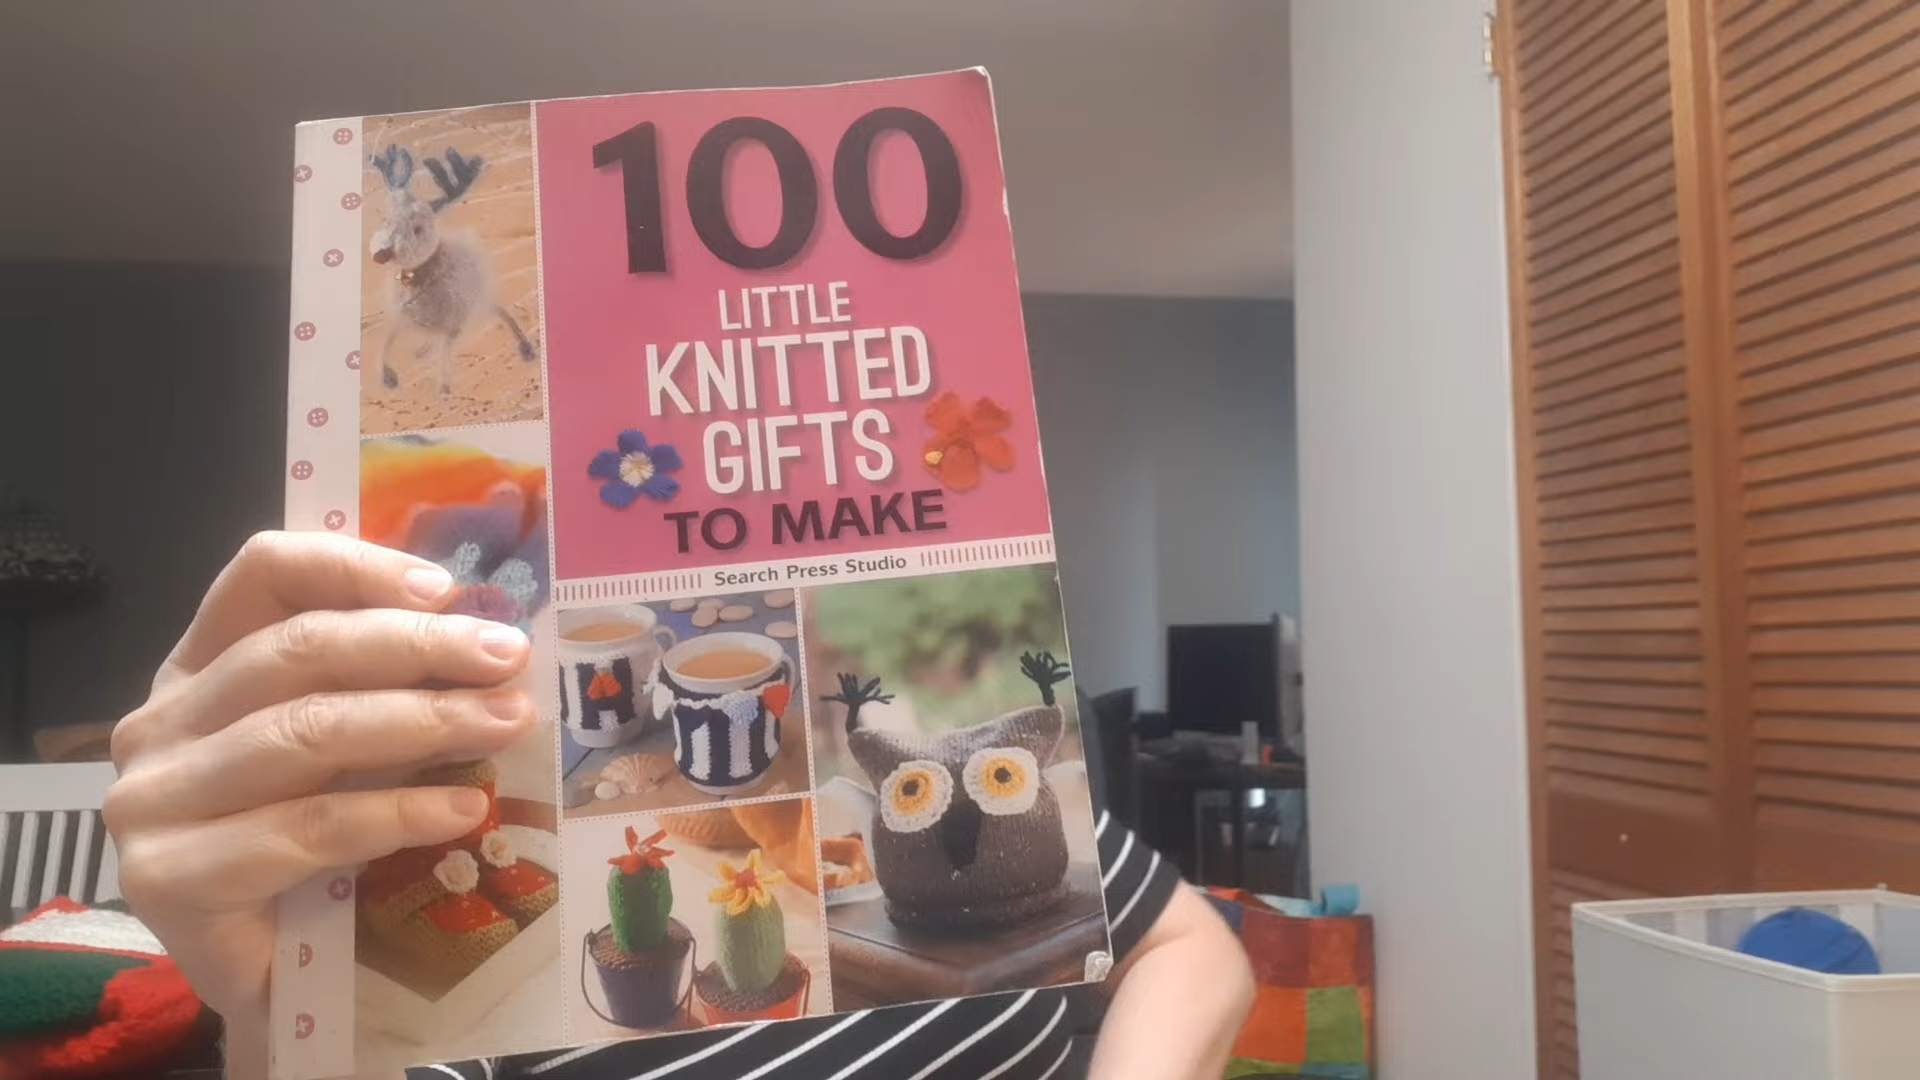 100
LITTLE
KNITTED
GIFTS
TO MAKE
Search Press Studio
H